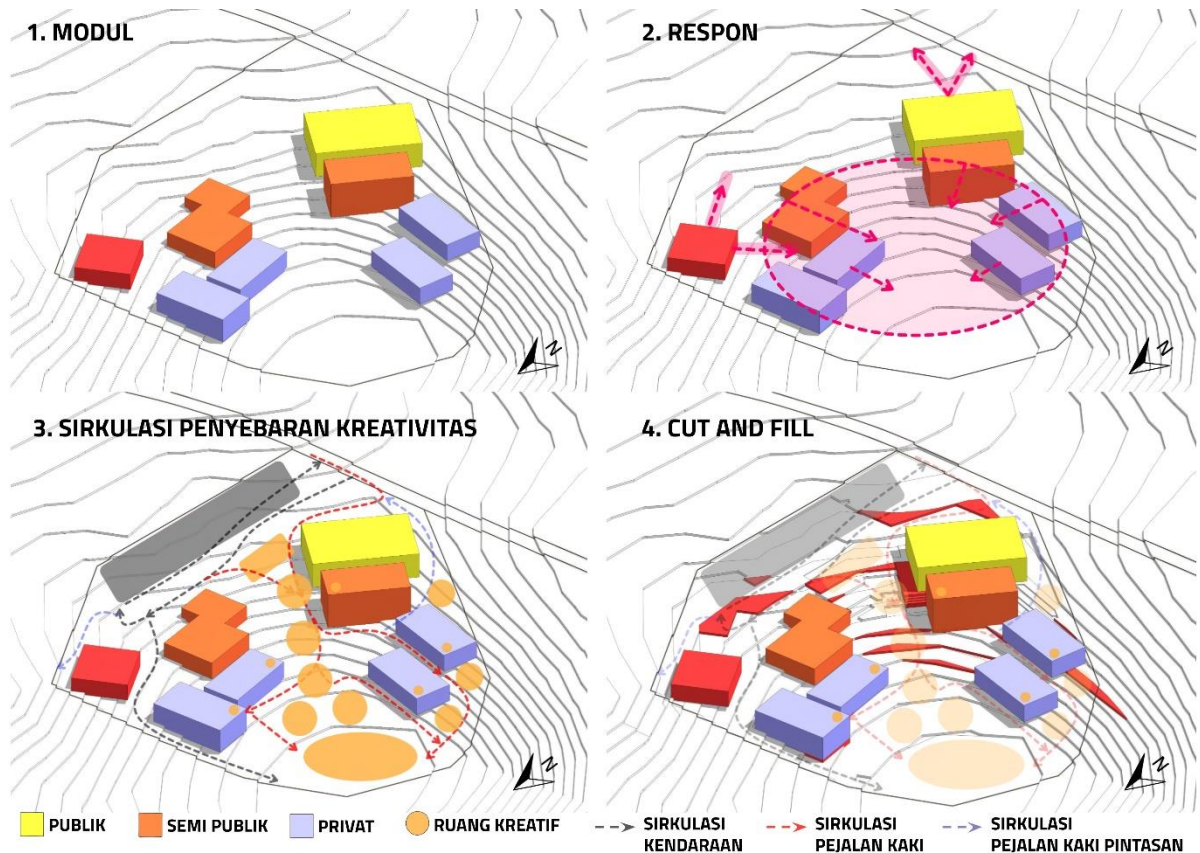 1. MODUL
2. RESPON
N
N
3. SIRKULASI PENYEBARAN KREATIVITAS
4. CUT AND FILL
N
N
PUBLIK
SEMI PUBLIK
PRIVAT
RUANG KREATIF
SIRKULASI
KENDARAAN
SIRKULASI
PEJALAN KAKI
SIRKULASI
PEJALAN KAKI PINTASAN